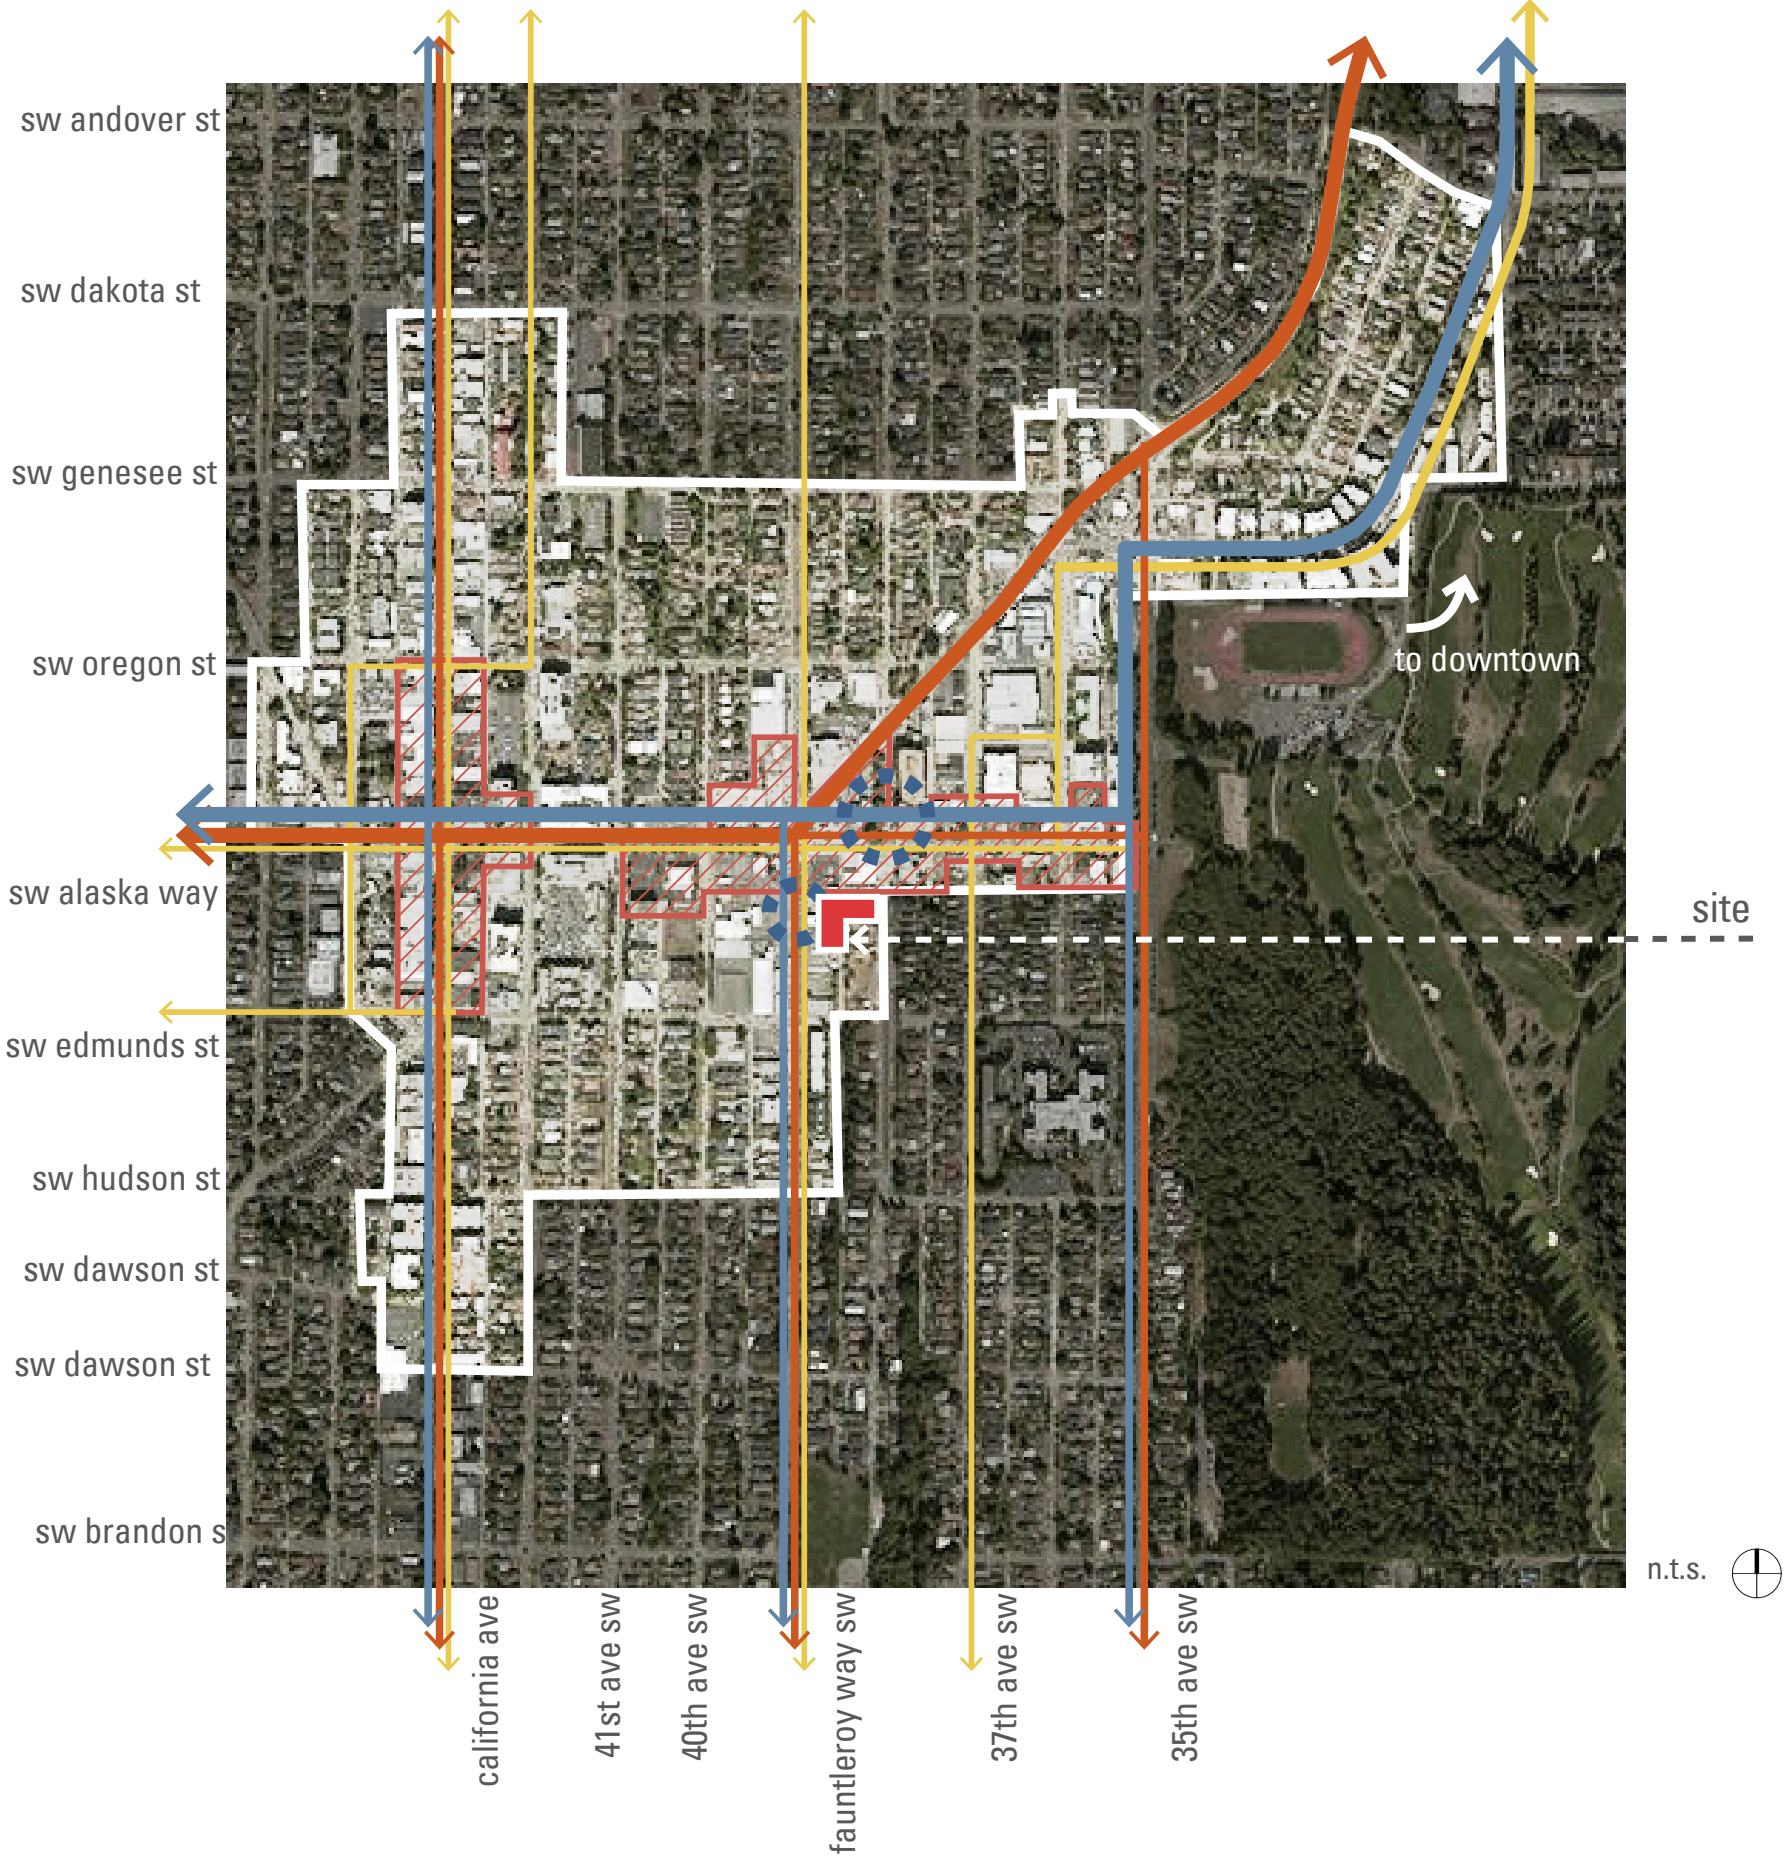 sw andover st
sw dakota st
sw genesee st
sw oregon st
to downtown
sw alaska way
site
sw edmunds st
sw hudson st
sw dawson st
sw dawson st
sw brandon s
n.t.s.
california ave
41st ave sw
40th ave sw
fauntleroy way sw
37th ave sw
35th ave sw